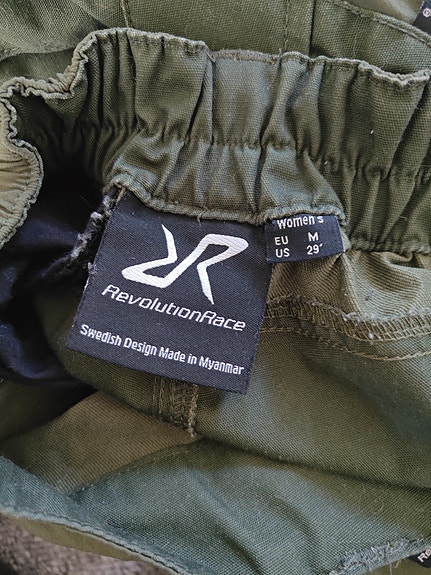 RevolutionRace
Swedish Design Made in Myanmar
Women's
EU M
US 29"